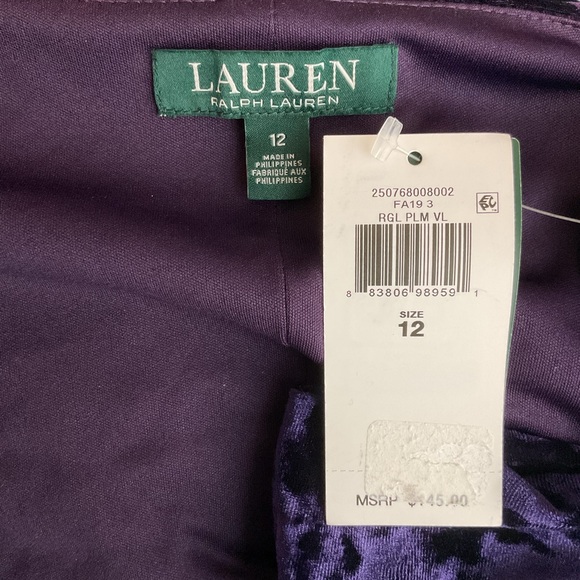 LAUREN
RALPH LAUREN
12
MADE IN
PHILIPPINES
FABRIQUÉ AUX
PHILIPPINES
250768008002
FA19 3
RGL PLM VL
8 83806 98959 1
SIZE
12
MSRP $145.00